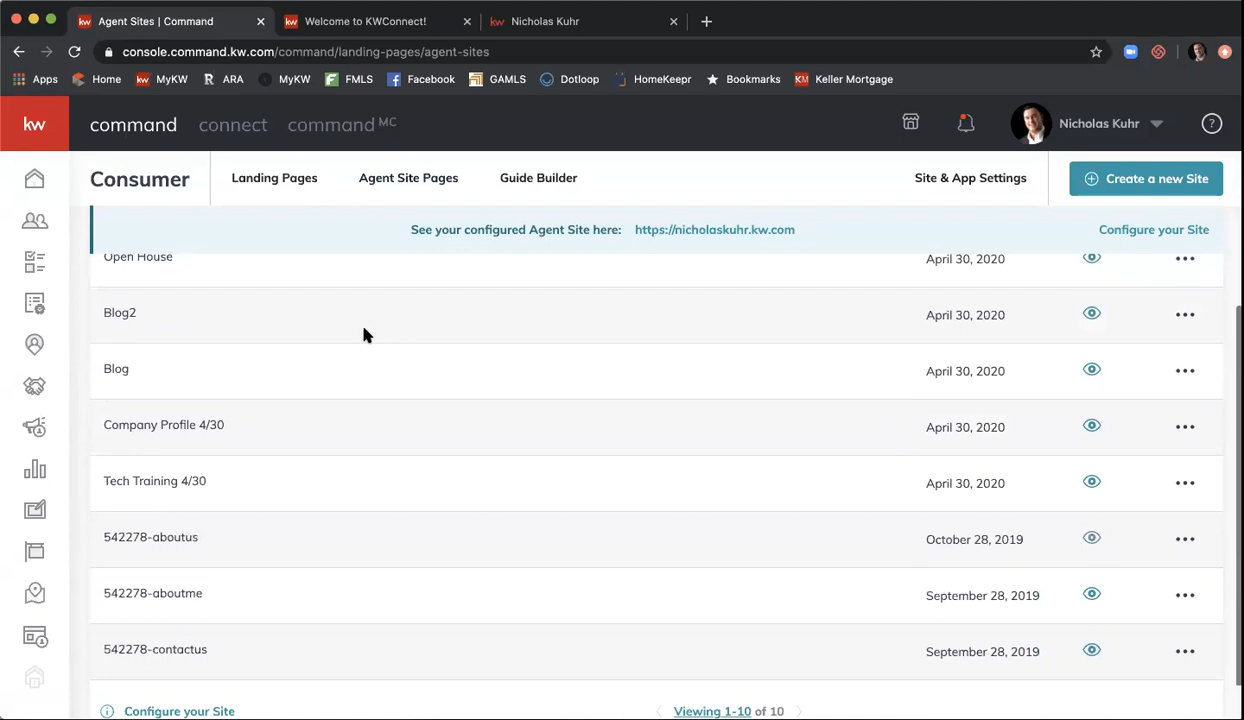 Agent Sites | Command
Welcome to KWConnect!
Nicholas Kuhr
console.command.kw.com/command/landing-pages/agent-sites
Apps Home MyKW ARA MyKW FMLS Facebook GAMLS Dotloop HomeKeepr Bookmarks Keller Mortgage
kw command connect command MC Nicholas Kuhr
Consumer Landing Pages Agent Site Pages Guide Builder Site & App Settings Create a new Site
See your configured Agent Site here: https://nicholaskuhr.kw.com Configure your Site
Open House April 30, 2020
Blog2 April 30, 2020
Blog April 30, 2020
Company Profile 4/30 April 30, 2020
Tech Training 4/30 April 30, 2020
542278-aboutus October 28, 2019
542278-aboutme September 28, 2019
542278-contactus September 28, 2019
Configure your Site Viewing 1-10 of 10